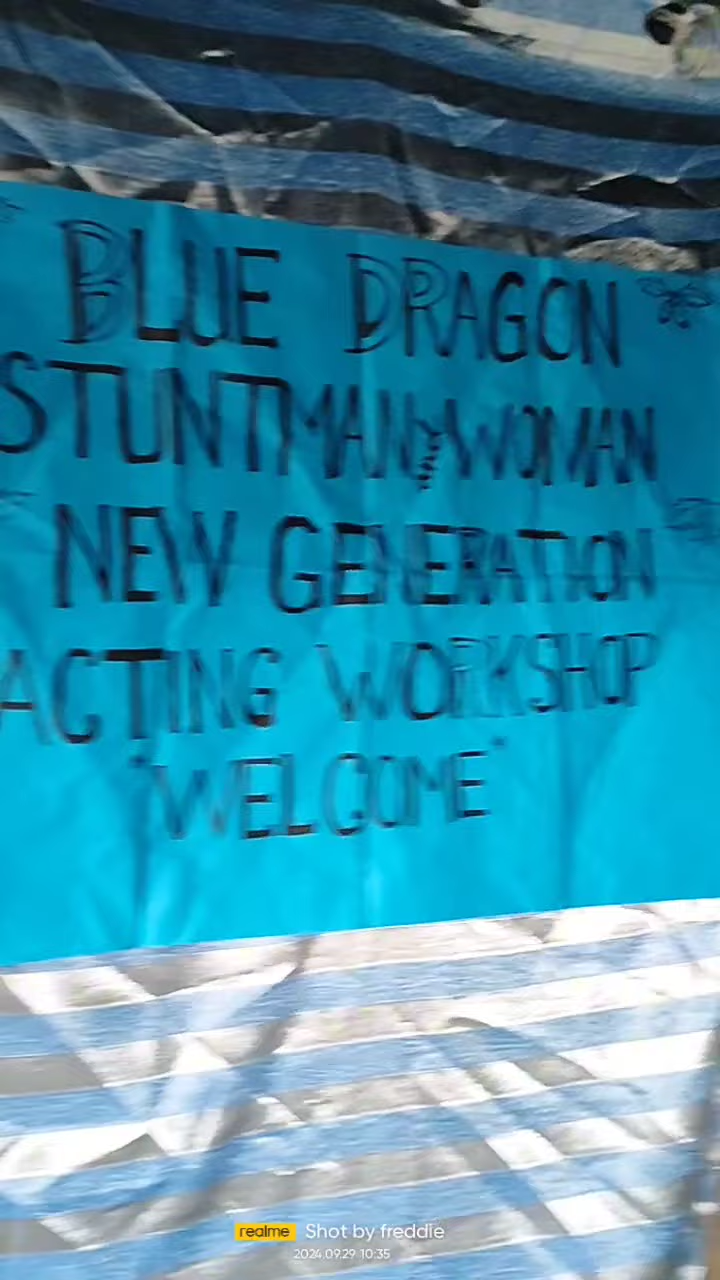 BLUE DRAGON
STUNTMAN, WOMAN
NEW GENERATION
ACTING WORKSHOP
"WELCOME"
realme Shot by freddie
2024.09.29 10:35